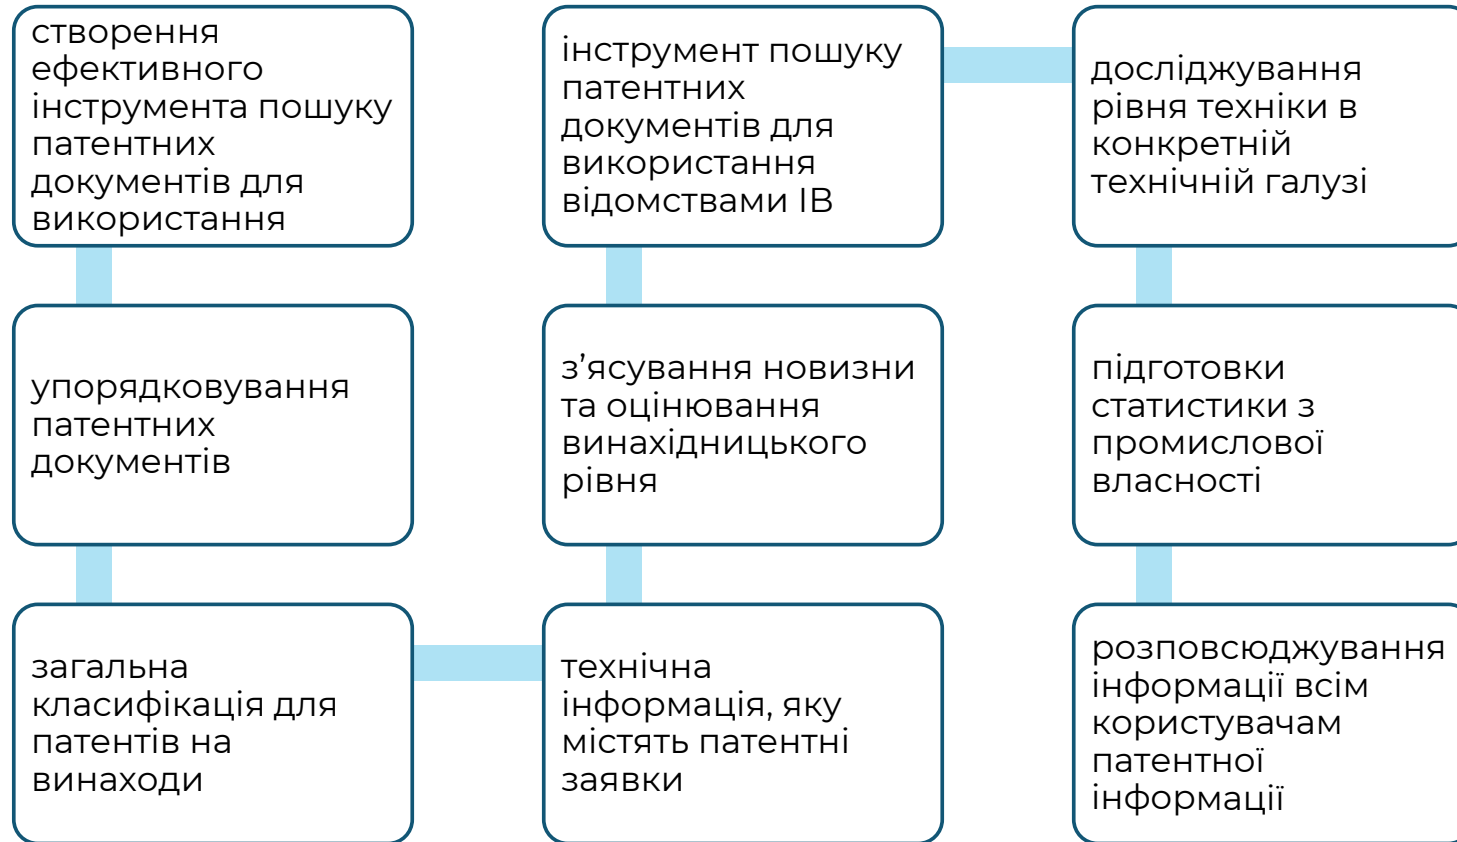 створення
ефективного
інструмента пошуку
патентних
документів для
використання
упорядковування
патентних
документів
загальна
класифікація для
патентів на
винаходи
технічна
інформація, яку
містять патентні
заявки
з’ясування новизни
та оцінювання
винахідницького
рівня
інструмент пошуку
патентних
документів для
використання
відомствами ІВ
досліджування
рівня техніки в
конкретній
технічній галузі
підготовки
статистики з
промислової
власності
розповсюджування
інформації всім
користувачам
патентної
інформації